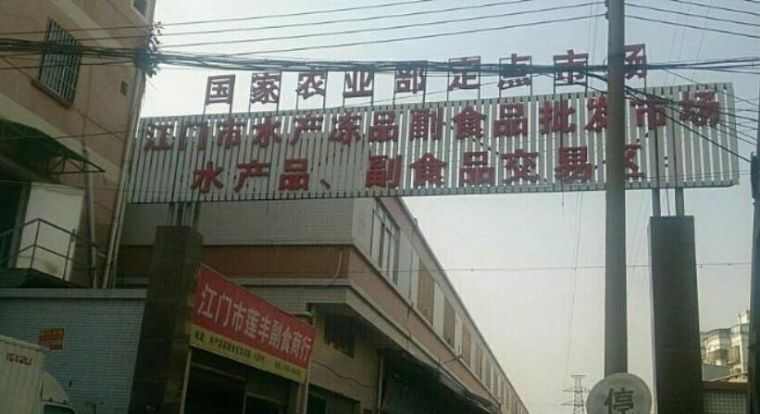 国家农业部定点市场
江门市水产冻品副食品批发市场
水产品、副食品交易区
江门市莲丰副食商行
停